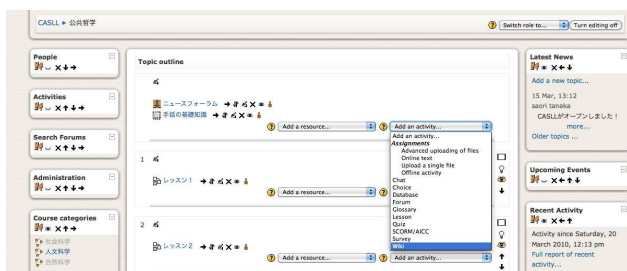 CASLL ► 公共哲学
Switch role to...
Turn editing off
People
Activities
Search Forums
Administration
Course categories
社会科学
人文科学
自然科学
Topic outline
ニュースフォーラム
手話の基礎知識
Add a resource...
Add an activity...
Add an activity...
Assignments
Advanced uploading of files
Online text
Upload a single file
Offline activity
Chat
Choice
Database
Forum
Glossary
Lesson
Quiz
SCORM/AICC
Survey
Wiki
1
レッスン1
Add a resource...
2
レッスン2
Add a resource...
Add an activity...
Latest News
Add a new topic...
15 Mar, 13:12
saori tanaka
CASLLがオープンしました！
more...
Older topics ...
Upcoming Events
Recent Activity
Activity since Saturday, 20
March 2010, 12:13 pm
Full report of recent
activity...